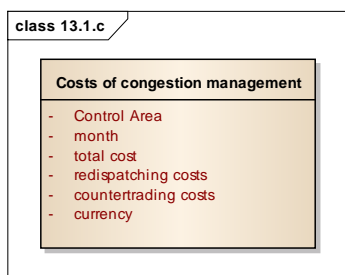 class 13.1.c
Costs of congestion management
- Control Area
- month
- total cost
- redispatching costs
- countertrading costs
- currency